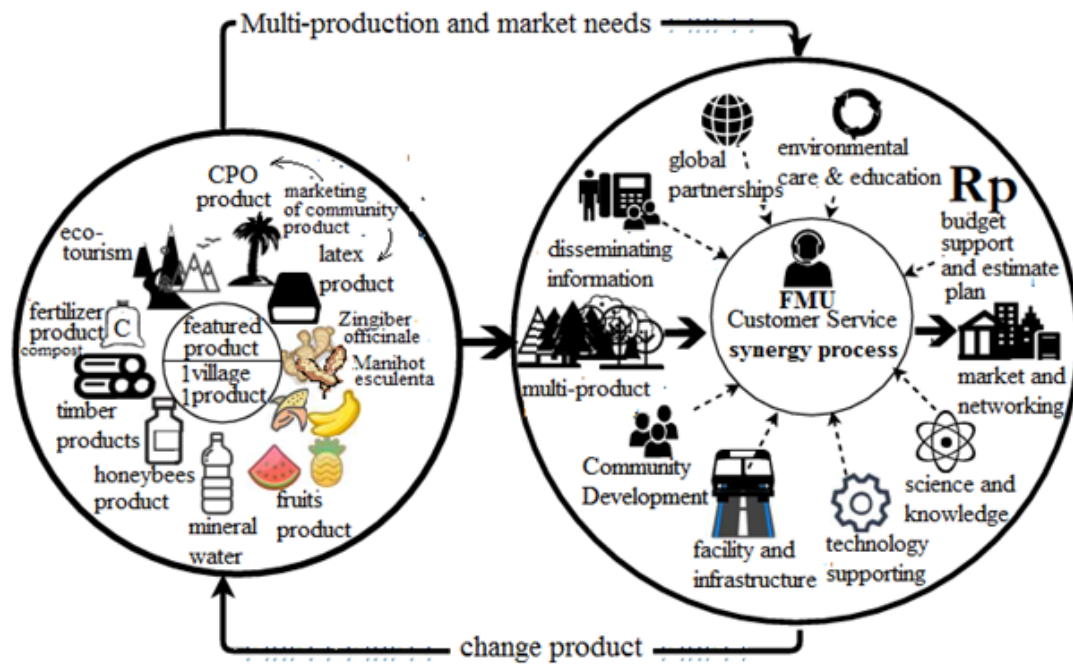 Multi-production and market needs
CPO
product
marketing
of community
product
eco-
tourism
latex
product
fertilizer
product
compost
C
featured
product
1village
1product
Zingiber
officinale
Manihot
esculenta
timber
products
honeybees
product
mineral
water
fruits
product
global
partnerships
environmental
care & education
Rp
budget
support
and estimate
plan
disseminating
information
FMU
Customer Service
synergy process
multi-product
market and
networking
Community
Development
facility and
infrastructure
technology
supporting
science and
knowledge
change product